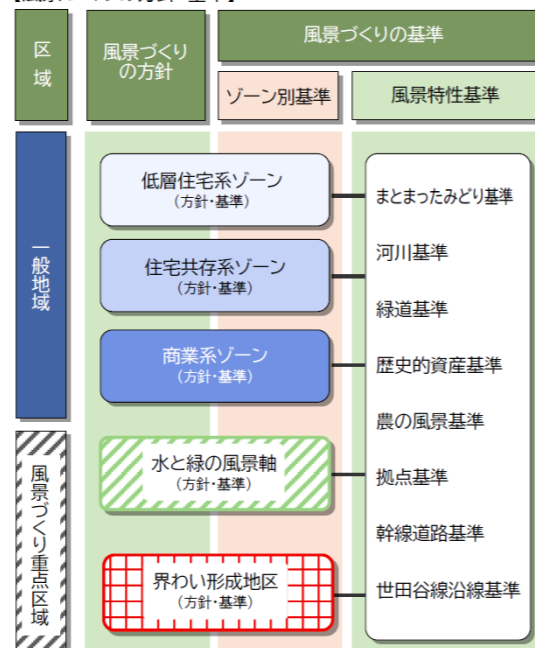 区域
風景づくり
の方針
風景づくりの基準
ゾーン別基準
風景特性基準
一般地域
低層住宅系ゾーン
(方針・基準)
住宅共存系ゾーン
(方針・基準)
商業系ゾーン
(方針・基準)
風景づくり重点区域
水と緑の風景軸
(方針・基準)
界わい形成地区
(方針・基準)
まとまったみどり基準
河川基準
緑道基準
歴史的資産基準
農の風景基準
拠点基準
幹線道路基準
世田谷線沿線基準